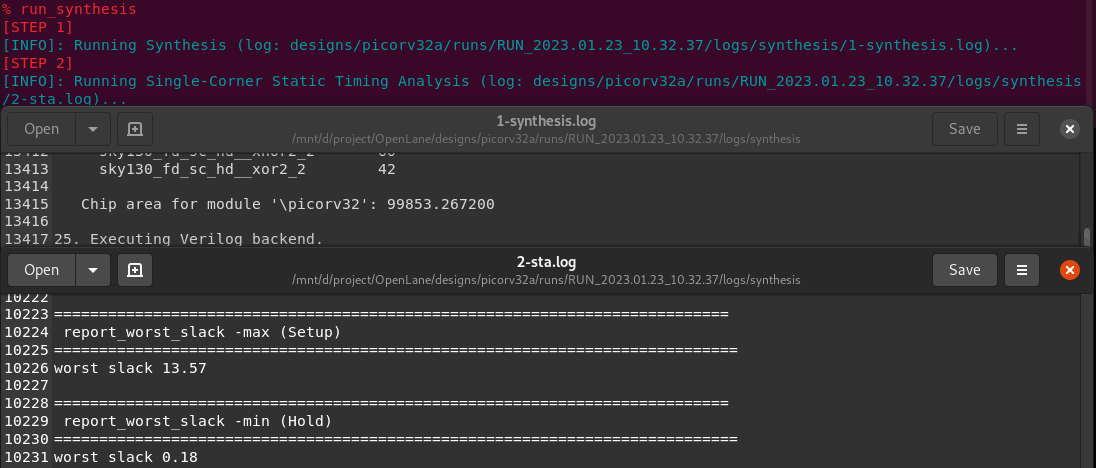 % run_synthesis
[STEP 1]
[INFO]: Running Synthesis (log: designs/picorv32a/runs/RUN_2023.01.23_10.32.37/logs/synthesis/1-synthesis.log)...
[STEP 2]
[INFO]: Running Single-Corner Static Timing Analysis (log: designs/picorv32a/runs/RUN_2023.01.23_10.32.37/logs/synthesis
/2-sta.log)...
Open 1-synthesis.log Save
/mnt/d/project/OpenLane/designs/picorv32a/runs/RUN_2023.01.23_10.32.37/logs/synthesis
13412 sky130_fd_sc_hd__xnor2_2
13413 sky130_fd_sc_hd__xor2_2 42
13414
13415 Chip area for module '\picorv32': 99853.267200
13416
13417 25. Executing Verilog backend.
Open 2-sta.log Save
/mnt/d/project/OpenLane/designs/picorv32a/runs/RUN_2023.01.23_10.32.37/logs/synthesis
10222
10223 ===========================================================================
10224 report_worst_slack -max (Setup)
10225 ============================================================================
10226 worst slack 13.57
10227
10228 ===========================================================================
10229 report_worst_slack -min (Hold)
10230 ============================================================================
10231 worst slack 0.18